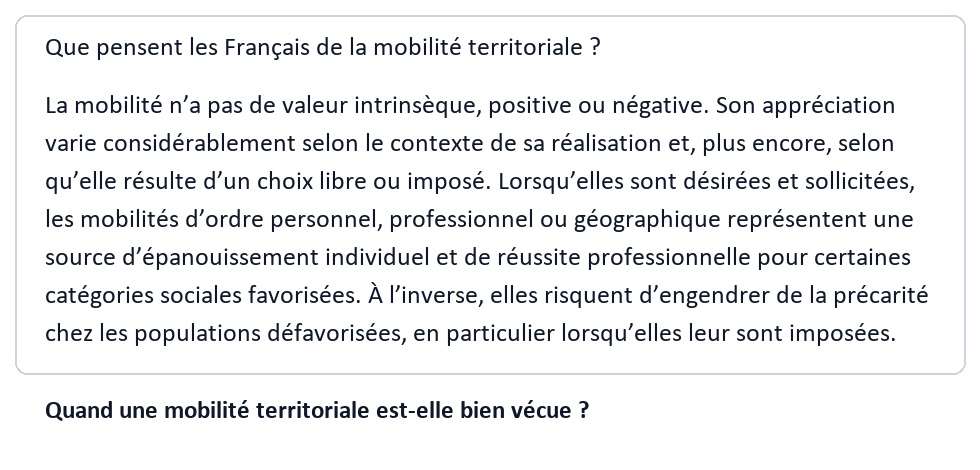 Que pensent les Français de la mobilité territoriale ?
La mobilité n’a pas de valeur intrinsèque, positive ou négative. Son appréciation
varie considérablement selon le contexte de sa réalisation et, plus encore, selon
qu’elle résulte d’un choix libre ou imposé. Lorsqu’elles sont désirées et sollicitées,
les mobilités d’ordre personnel, professionnel ou géographique représentent une
source d’épanouissement individuel et de réussite professionnelle pour certaines
catégories sociales favorisées. À l’inverse, elles risquent d’engendrer de la précarité
chez les populations défavorisées, en particulier lorsqu’elles leur sont imposées.
Quand une mobilité territoriale est-elle bien vécue ?